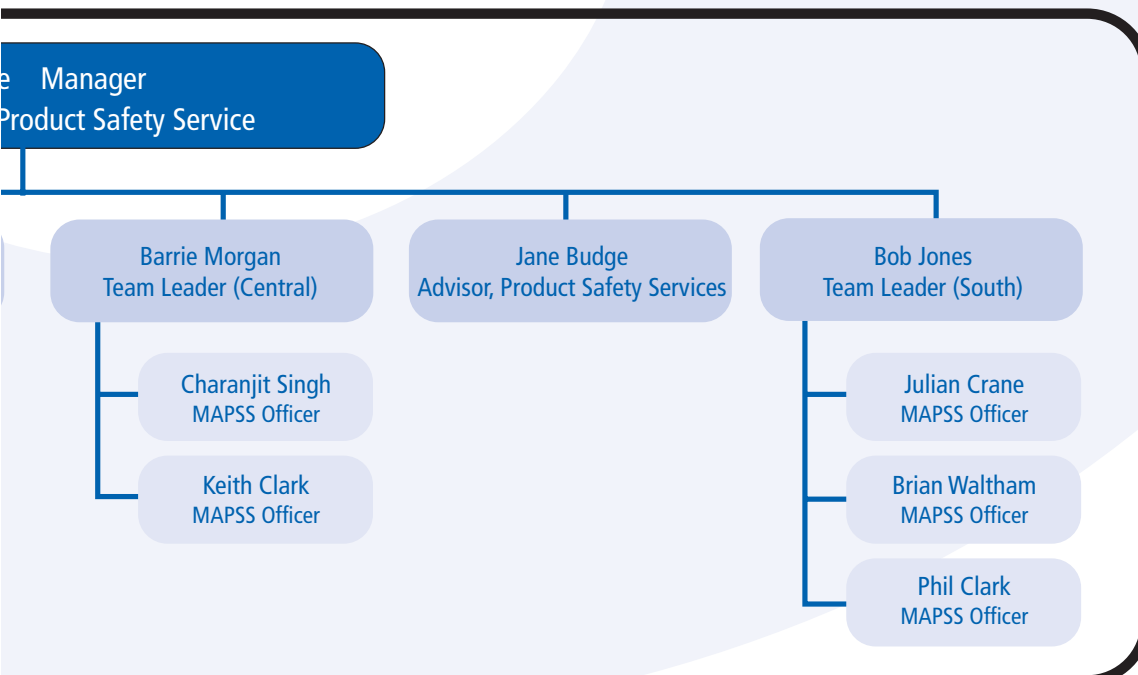 e Manager
Product Safety Service
Barrie Morgan
Team Leader (Central)
Jane Budge
Advisor, Product Safety Services
Bob Jones
Team Leader (South)
Charanjit Singh
MAPSS Officer
Keith Clark
MAPSS Officer
Julian Crane
MAPSS Officer
Brian Waltham
MAPSS Officer
Phil Clark
MAPSS Officer